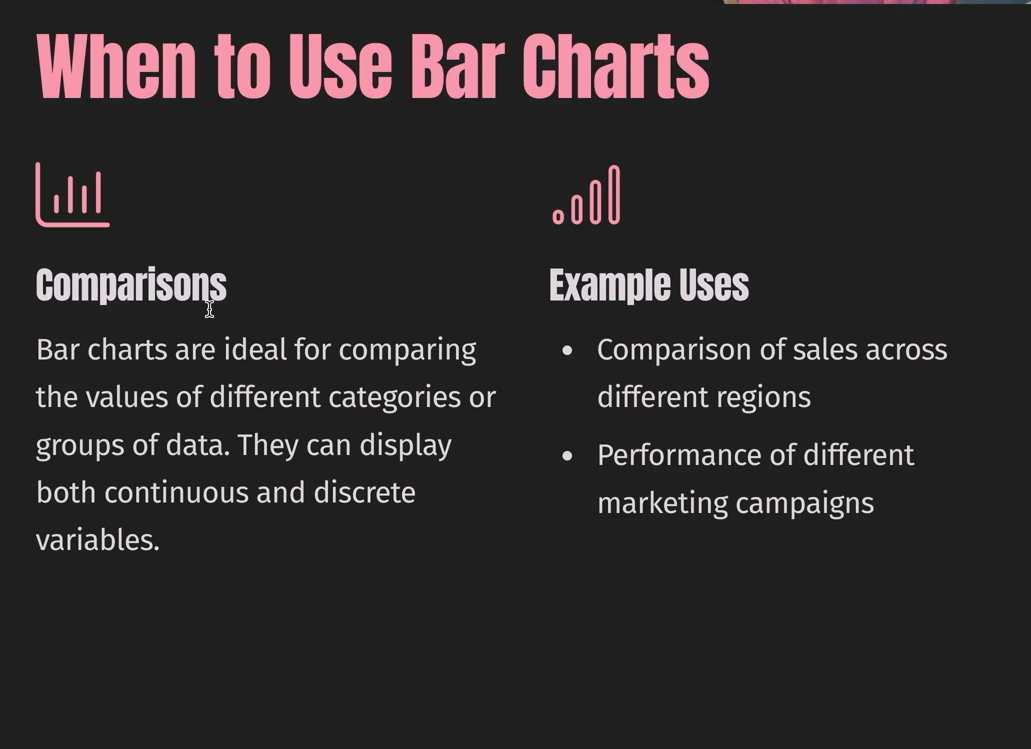 When to Use Bar Charts
Comparisons
Bar charts are ideal for comparing
the values of different categories or
groups of data. They can display
both continuous and discrete
variables.
Example Uses
• Comparison of sales across
different regions
• Performance of different
marketing campaigns